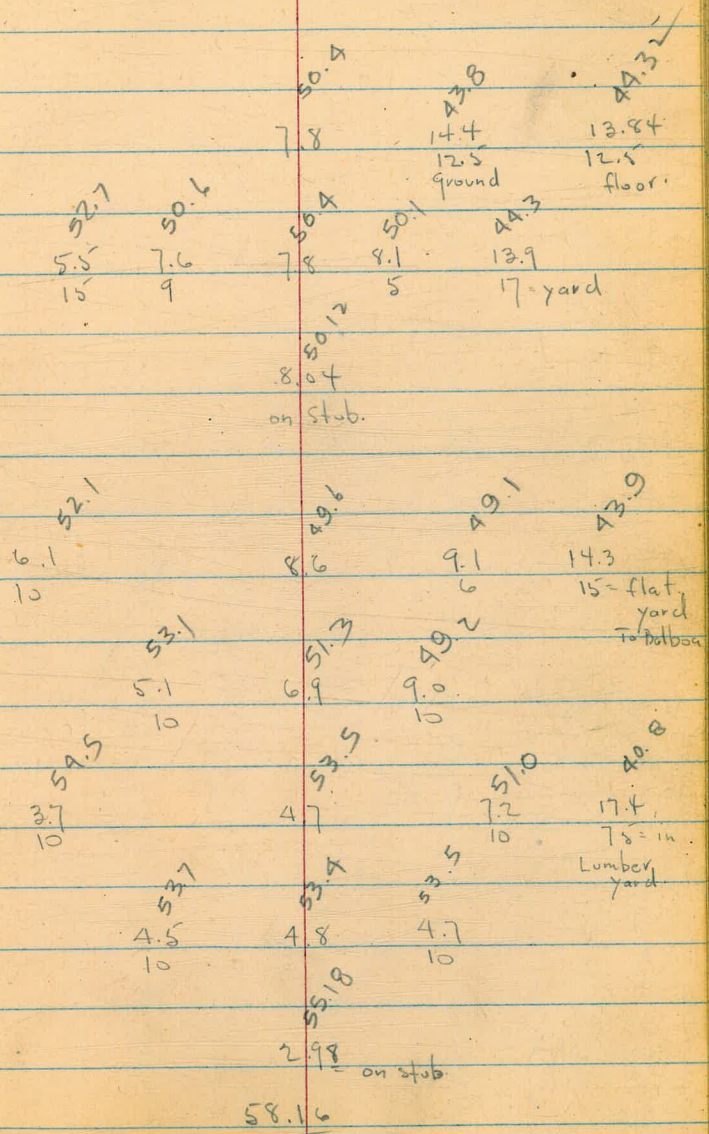 50.4 43.8 44.32
7.8 14.4 13.84
12.5 12.5
ground floor.
52.7 50.6 50.4 50.1 44.3
5.5 7.6 7.8 8.1 13.9
15 9 5 17 = yard
50.12
8.04
on Stub.
52.1 49.6 49.1 43.9
6.1 8.6 9.1 14.3
10 6 15 = flat
yard
To Balboa
53.1 51.3 49.2
5.1 6.9 9.0
10 10
54.5 53.5 51.0 40.8
3.7 4.7 7.2 17.4
10 10 75 = in
Lumber
yard
53.7 53.4 53.5
4.5 4.8 4.7
10 10
55.18
2.98 on stub
58.16